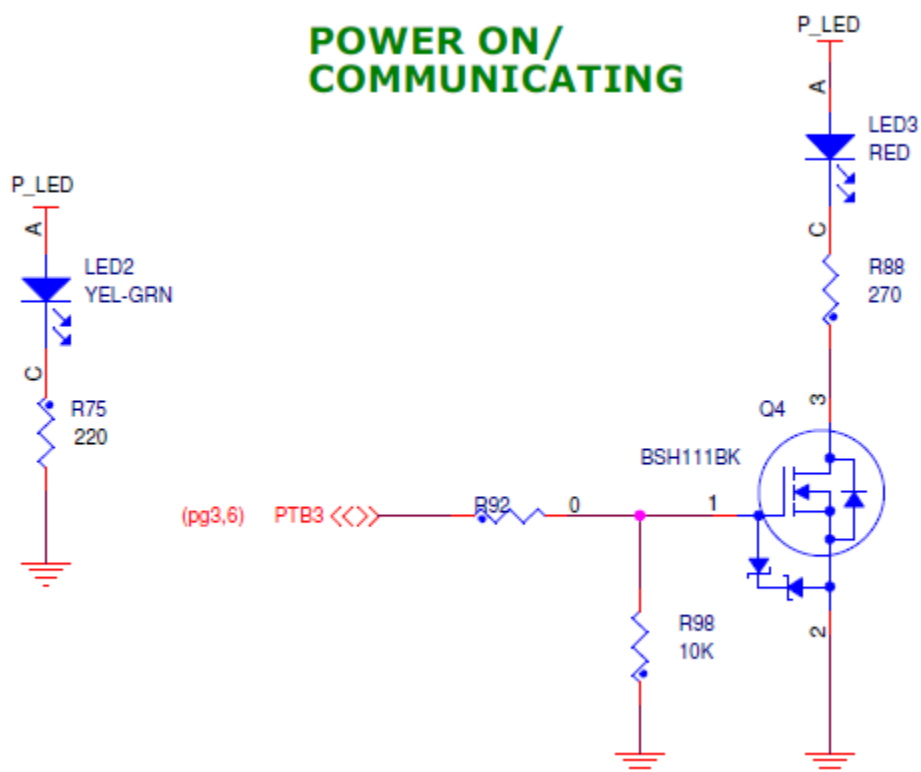 POWER ON/
COMMUNICATING
P_LED
A
LED3
RED
C
R88
270
P_LED
A
LED2
YEL-GRN
C
R75
220
3
Q4
BSH111BK
(pg3,6) PTB3
R92 0
1
R98
10K
2